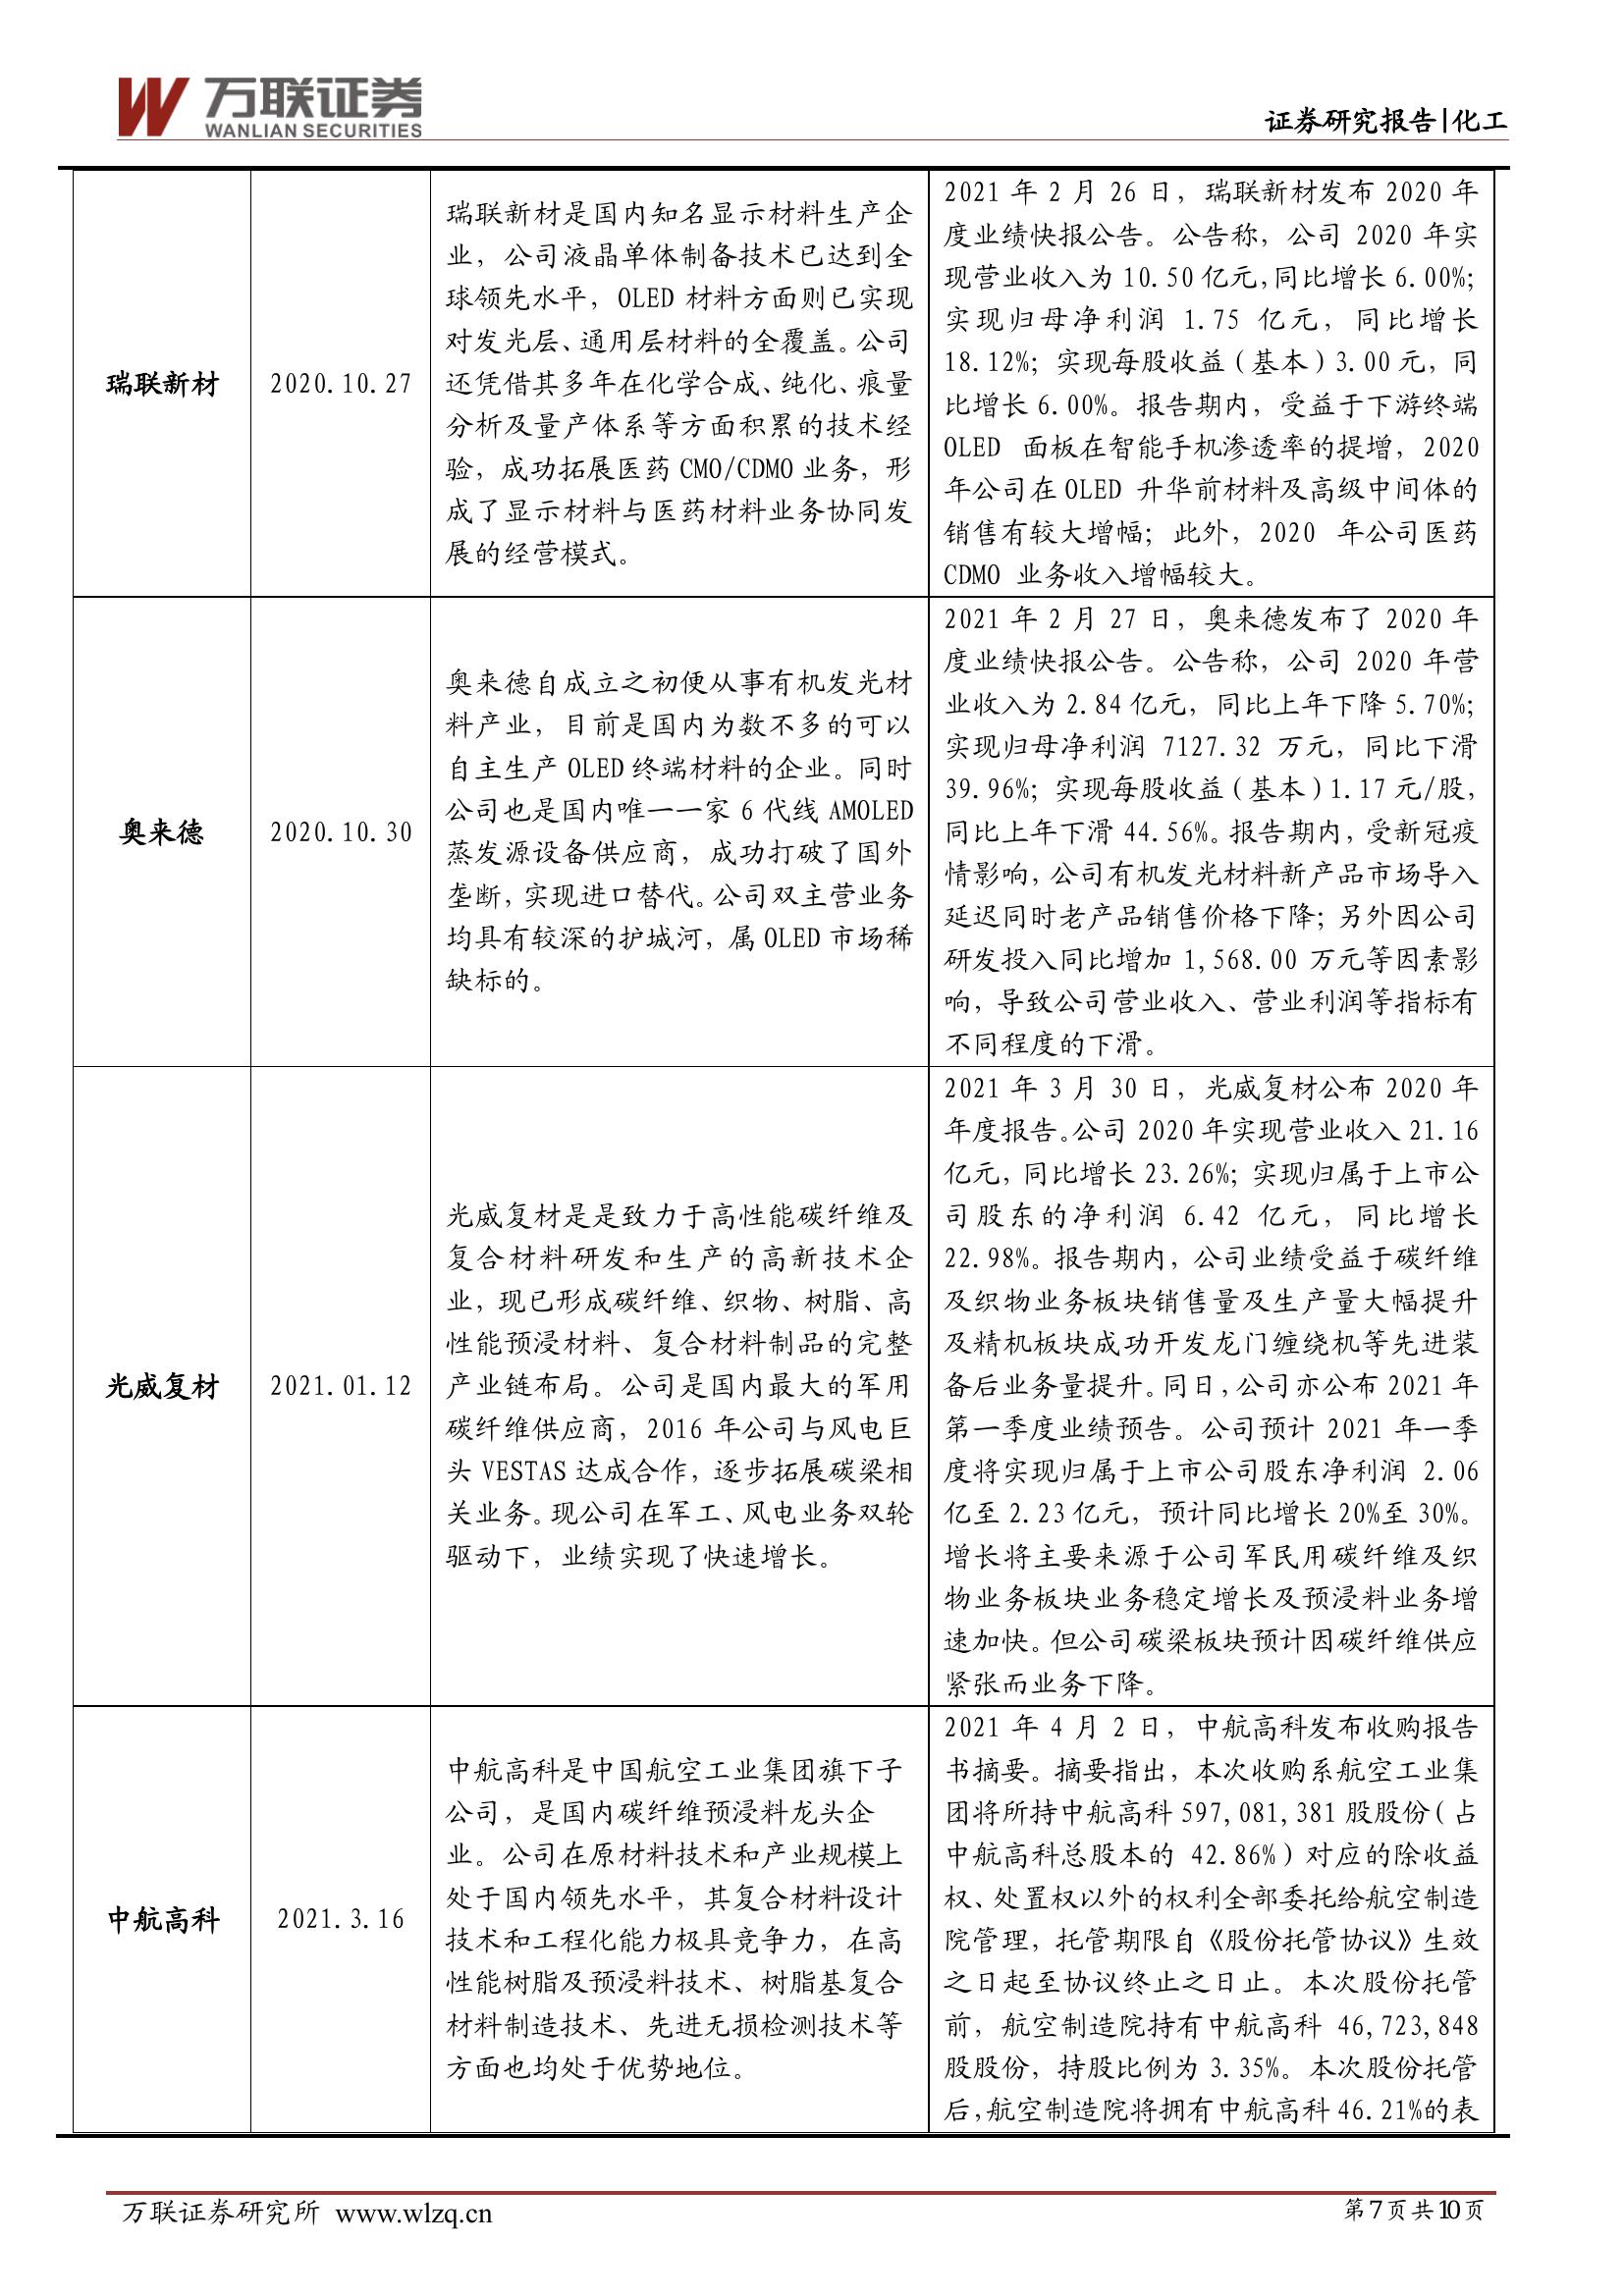 万联证券
WANLIAN SECURITIES
证券研究报告|化工
瑞联新材
2020.10.27
瑞联新材是国内知名显示材料生产企
业，公司液晶单体制备技术已达到全
球领先水平，OLED 材料方面则已实现
对发光层、通用层材料的全覆盖。公司
还凭借其多年在化学合成、纯化、痕量
分析及量产体系等方面积累的技术经
验，成功拓展医药 CMO/CDMO 业务，形
成了显示材料与医药材料业务协同发
展的经营模式。
2021 年 2 月 26 日，瑞联新材发布 2020 年
度业绩快报公告。公告称，公司 2020 年实
现营业收入为 10.50 亿元，同比增长 6.00%；
实现归母净利润 1.75 亿元，同比增长
18.12%；实现每股收益（基本）3.00 元，同
比增长 6.00%。报告期内，受益于下游终端
OLED 面板在智能手机渗透率的提增，2020
年公司在 OLED 升华前材料及高级中间体的
销售有较大增幅；此外，2020 年公司医药
CDMO 业务收入增幅较大。
奥来德
2020.10.30
奥来德自成立之初便从事有机发光材
料产业，目前是国内为数不多的可以
自主生产 OLED 终端材料的企业。同时
公司也是国内唯一一家 6 代线 AMOLED
蒸发源设备供应商，成功打破了国外
垄断，实现进口替代。公司双主营业务
均具有较深的护城河，属 OLED 市场稀
缺标的。
2021 年 2 月 27 日，奥来德发布了 2020 年
度业绩快报公告。公告称，公司 2020 年营
业收入为 2.84 亿元，同比上年下降 5.70%；
实现归母净利润 7127.32 万元，同比下滑
39.96%；实现每股收益（基本）1.17 元/股，
同比上年下滑 44.56%。报告期内，受新冠疫
情影响，公司有机发光材料新产品市场导入
延迟同时老产品销售价格下降；另外因公司
研发投入同比增加 1,568.00 万元等因素影
响，导致公司营业收入、营业利润等指标有
不同程度的下滑。
光威复材
2021.01.12
光威复材是是致力于高性能碳纤维及
复合材料研发和生产的高新技术企
业，现已形成碳纤维、织物、树脂、高
性能预浸材料、复合材料制品的完整
产业链布局。公司是国内最大的军用
碳纤维供应商，2016 年公司与风电巨
头 VESTAS 达成合作，逐步拓展碳梁相
关业务。现公司在军工、风电业务双轮
驱动下，业绩实现了快速增长。
2021 年 3 月 30 日，光威复材公布 2020 年
年度报告。公司 2020 年实现营业收入 21.16
亿元，同比增长 23.26%；实现归属于上市公
司股东的净利润 6.42 亿元，同比增长
22.98%。报告期内，公司业绩受益于碳纤维
及织物业务板块销售量及生产量大幅提升
及精机板块成功开发龙门缠绕机等先进装
备后业务量提升。同日，公司亦公布 2021 年
第一季度业绩预告。公司预计 2021 年一季
度将实现归属于上市公司股东净利润 2.06
亿至 2.23 亿元，预计同比增长 20%至 30%。
增长将主要来源于公司军民用碳纤维及织
物业务板块业务稳定增长及预浸料业务增
速加快。但公司碳梁板块预计因碳纤维供应
紧张而业务下降。
中航高科
2021.3.16
中航高科是中国航空工业集团旗下子
公司，是国内碳纤维预浸料龙头企
业。公司在原材料技术和产业规模上
处于国内领先水平，其复合材料设计
技术和工程化能力极具竞争力，在高
性能树脂及预浸料技术、树脂基复合
材料制造技术、先进无损检测技术等
方面也均处于优势地位。
2021 年 4 月 2 日，中航高科发布收购报告
书摘要。摘要指出，本次收购系航空工业集
团将所持中航高科 597,081,381 股股份（占
中航高科总股本的 42.86%）对应的除收益
权、处置权以外的权利全部委托给航空制造
院管理，托管期限自《股份托管协议》生效
之日起至协议终止之日止。本次股份托管
前，航空制造院持有中航高科 46,723,848
股股份，持股比例为 3.35%。本次股份托管
后，航空制造院将拥有中航高科 46.21%的表
万联证券研究所 www.wlzq.cn
第 7 页 共 10 页